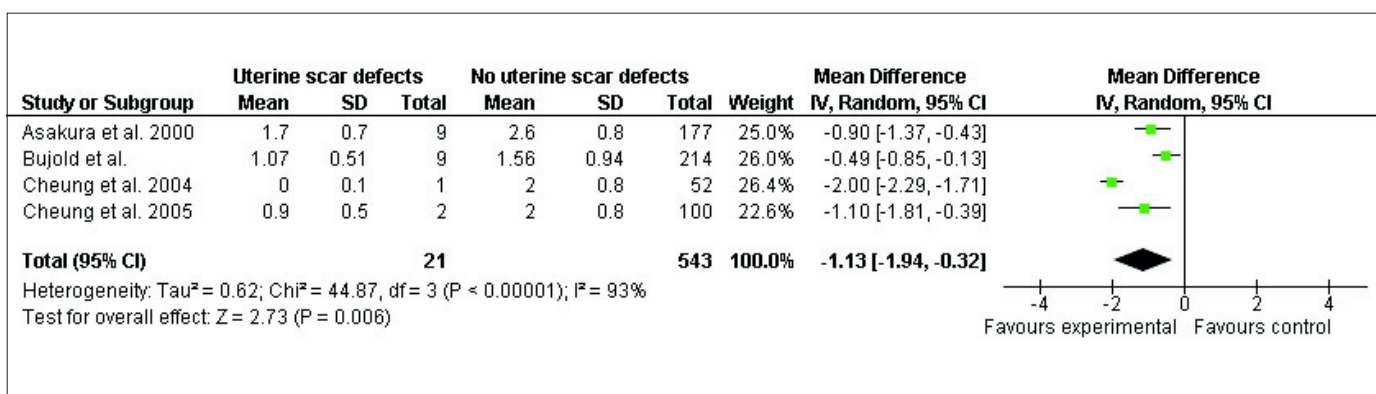 Uterine scar defects No uterine scar defects Mean Difference Mean Difference
Study or Subgroup Mean SD Total Mean SD Total Weight IV, Random, 95% CI IV, Random, 95% CI
Asakura et al. 2000 1.7 0.7 9 2.6 0.8 177 25.0% -0.90 [-1.37, -0.43]
Bujold et al. 1.07 0.51 9 1.56 0.94 214 26.0% -0.49 [-0.85, -0.13]
Cheung et al. 2004 0 0.1 1 2 0.8 52 26.4% -2.00 [-2.29, -1.71]
Cheung et al. 2005 0.9 0.5 2 2 0.8 100 22.6% -1.10 [-1.81, -0.39]
Total (95% CI) 21 543 100.0% -1.13 [-1.94, -0.32]
Heterogeneity: Tau² = 0.62; Chi² = 44.87, df = 3 (P < 0.00001); I² = 93%
Test for overall effect: Z = 2.73 (P = 0.006)
-4 -2 0 2 4
Favours experimental Favours control